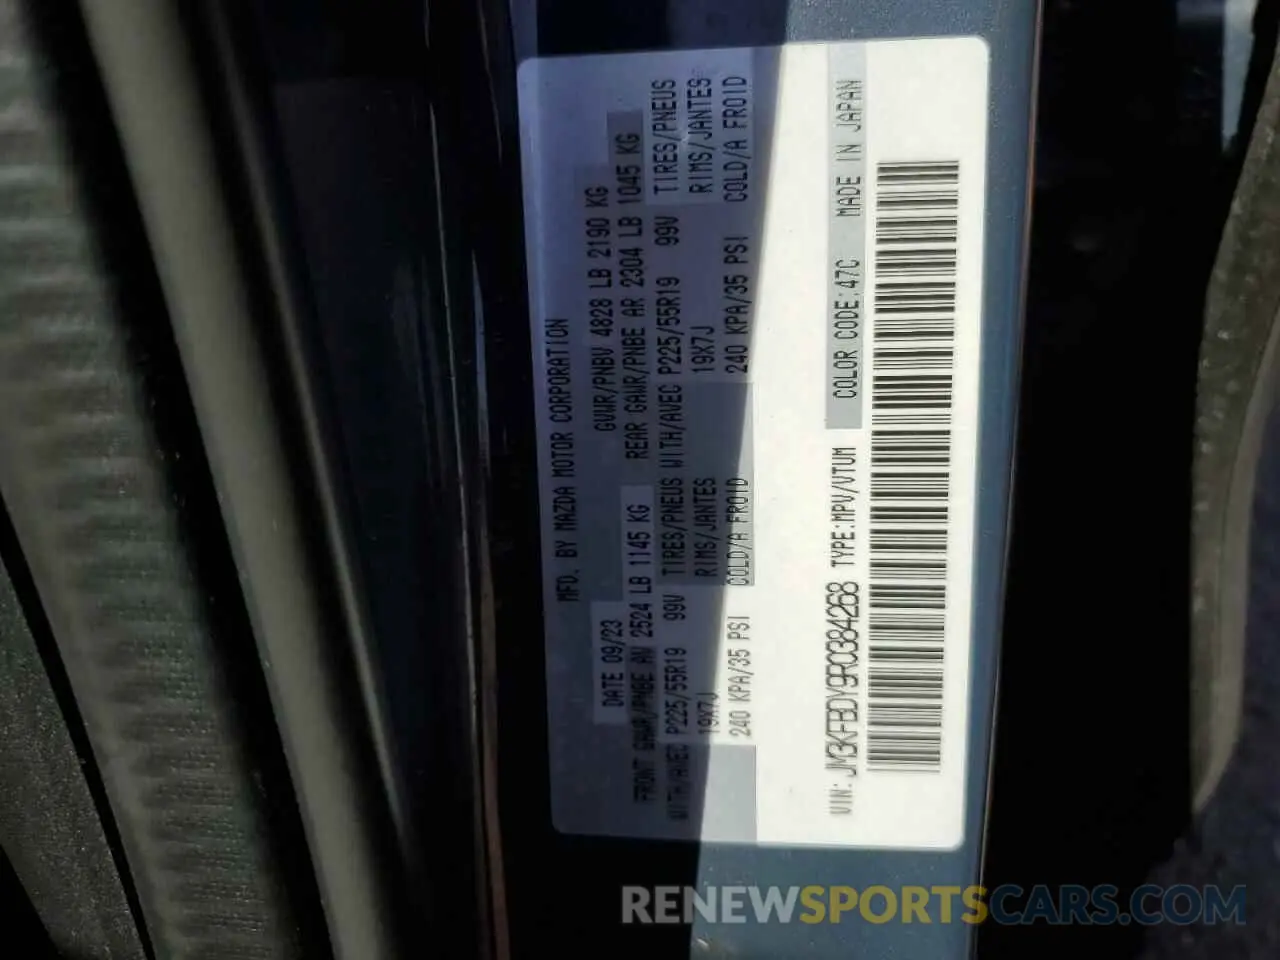 MFD. BY MAZDA MOTOR CORPORATION
DATE 09/23 GVWR/PNBV 4828 LB 2190 KG
FRONT GAWR/PNBE AV 2524 LB 1145 KG REAR GAWR/PNBE AR 2304 LB 1045 KG
WITH/AVEC P225/55R19 99V TIRES/PNEUS WITH/AVEC P225/55R19 99V TIRES/PNEUS
19X7J RIMS/JANTES 19X7J RIMS/JANTES
240 KPA/35 PSI COLD/A FROID 240 KPA/35 PSI COLD/A FROID
VIN: JM3KFBDY9R0384268 TYPE:MPV/VTUM COLOR CODE:47C MADE IN JAPAN
RENEWSPORTSCARS.COM